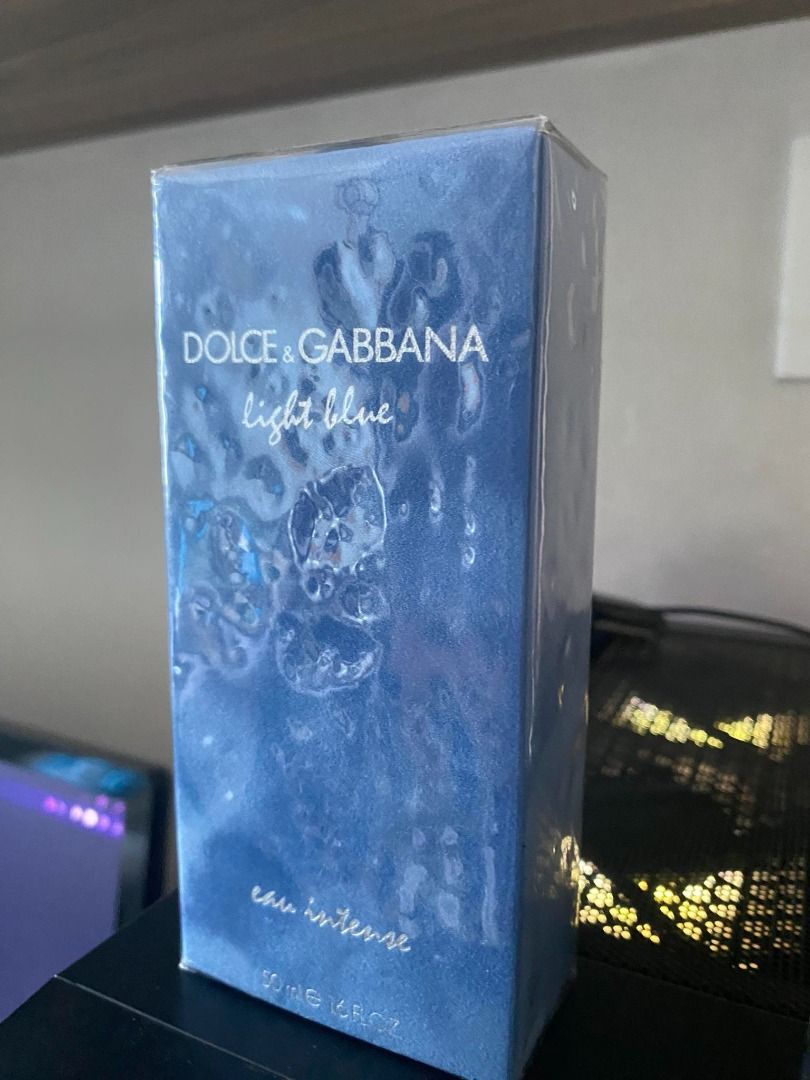 DOLCE & GABBANA
light blue
eau intense
50 ml ℮ 1.6 FL.OZ.